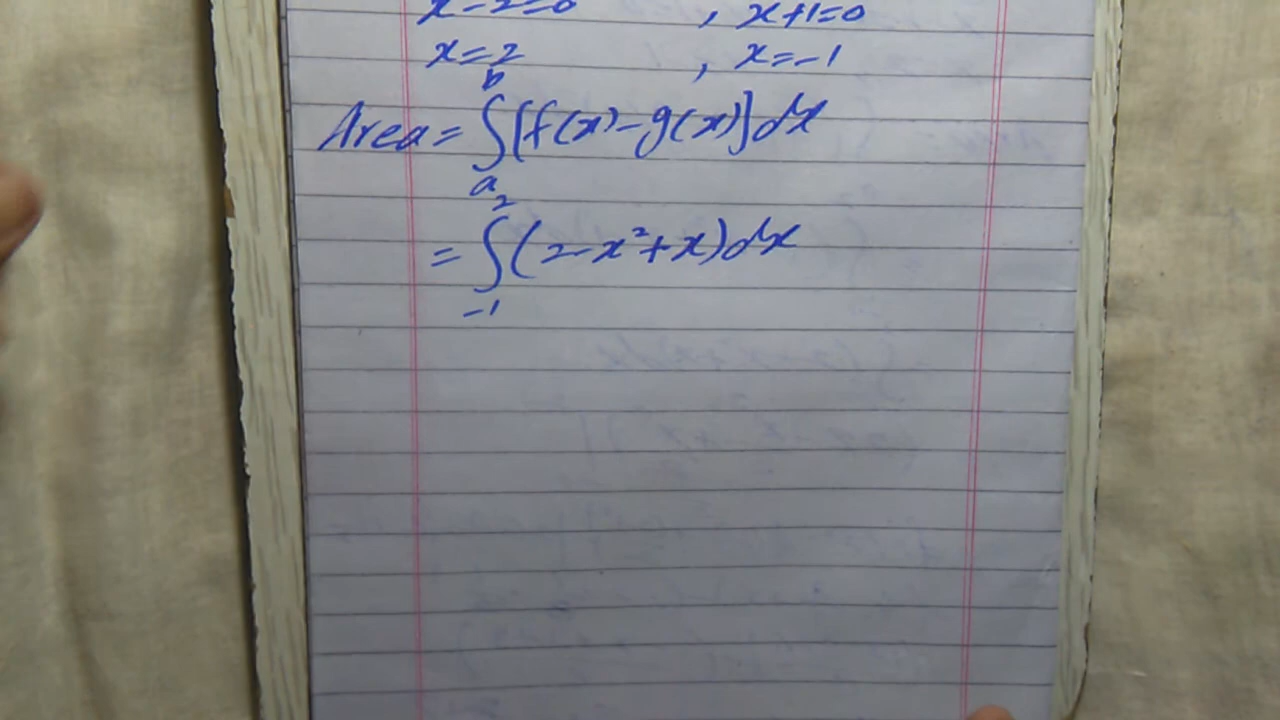 x-2=0 , x+1=0
x=2 , x=-1
Area = ∫_a^b [f(x)-g(x)]dx
= ∫_{-1}^2 (2-x²+x)dx